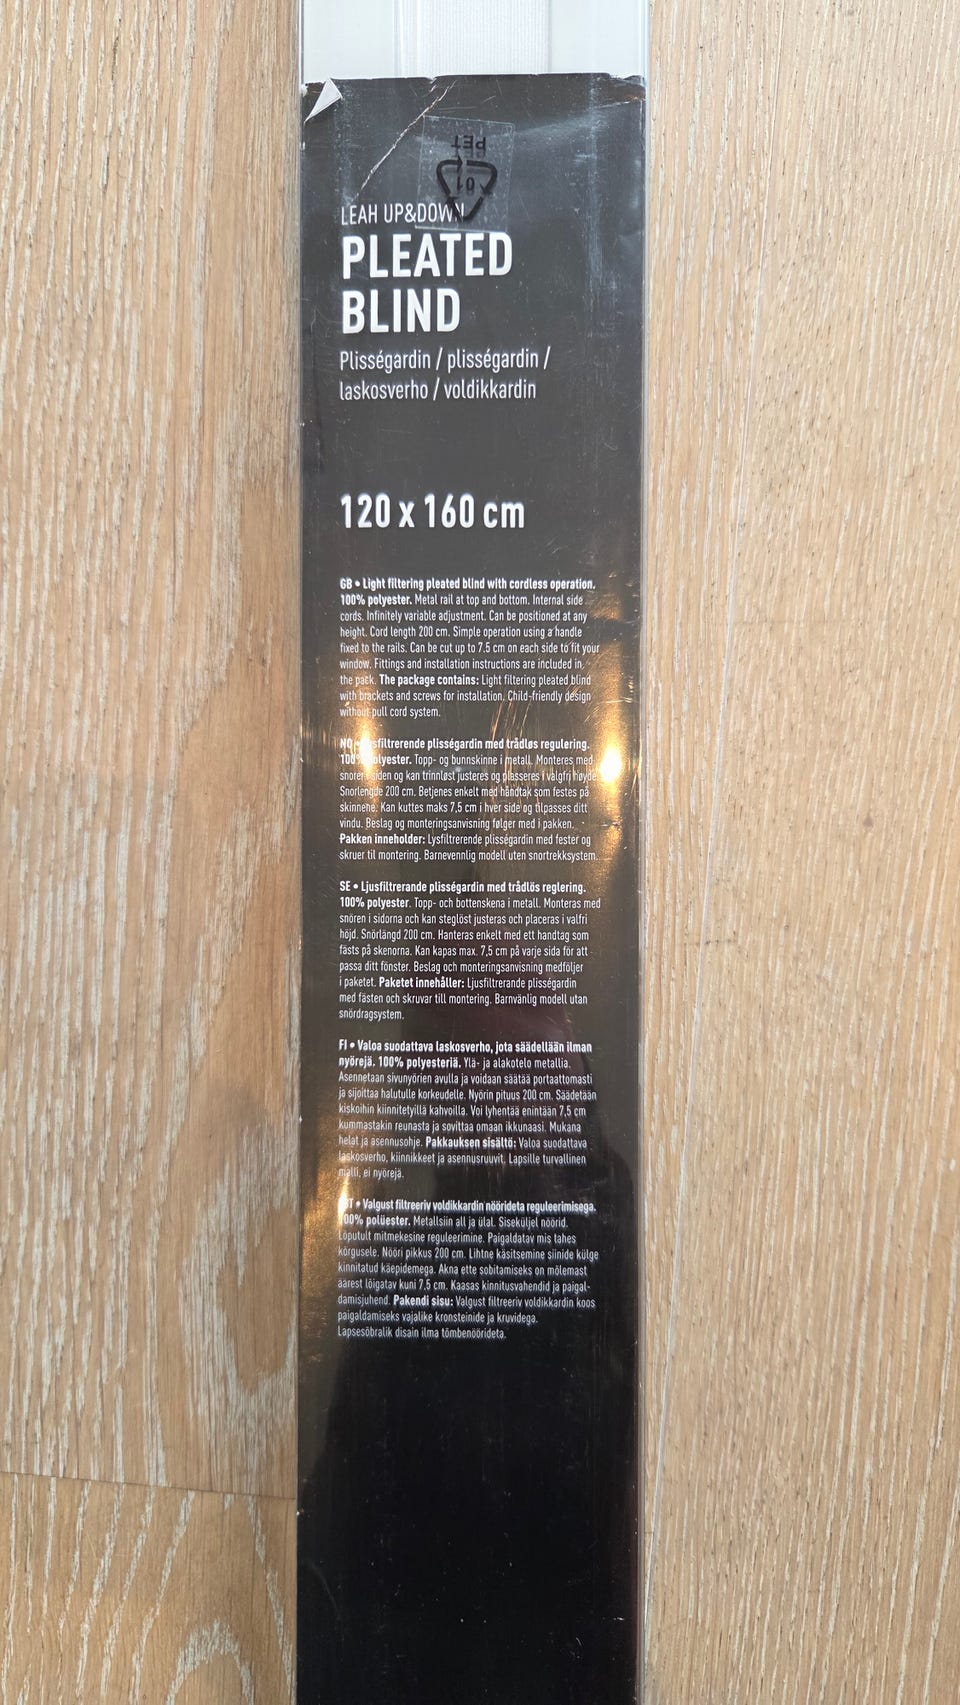 PET
01
LEAH UP&DOWN
PLEATED
BLIND
Plisségardin / plisségardin /
laskosverho / voldikkardin
120 x 160 cm
GB • Light filtering pleated blind with cordless operation.
100% polyester. Metal rail at top and bottom. Internal side
cords. Infinitely variable adjustment. Can be positioned at any
height. Cord length 200 cm. Simple operation using a handle
fixed to the rails. Can be cut up to 7.5 cm on each side to fit your
window. Fittings and installation instructions are included in
the pack. The package contains: Light filtering pleated blind
with brackets and screws for installation. Child-friendly design
without pull cord system.
NO • Lysfiltrerende plisségardin med trådløs regulering.
100% polyester. Topp- og bunnskinne i metall. Monteres med
snorer i siden og kan trinnløst justeres og plasseres i valgfri høyde.
Snorlengde 200 cm. Betjenes enkelt med håndtak som festes på
skinnene. Kan kuttes maks 7,5 cm i hver side og tilpasses ditt
vindu. Beslag og monteringsanvisning følger med i pakken.
Pakken inneholder: Lysfiltrerende plisségardin med fester og
skruer til montering. Barnevennlig modell uten snortrekksystem.
SE • Ljusfiltrerande plisségardin med trådlös reglering.
100% polyester. Topp- och bottenskena i metall. Monteras med
snören i sidorna och kan steglöst justeras och placeras i valfri
höjd. Snörlängd 200 cm. Hanteras enkelt med ett handtag som
fästs på skenorna. Kan kapas max. 7,5 cm på varje sida för att
passa ditt fönster. Beslag och monteringsanvisning medföljer
i paketet. Paketet innehåller: Ljusfiltrerande plisségardin
med fästen och skruvar till montering. Barnvänlig modell utan
snördragsystem.
FI • Valoa suodattava laskosverho, jota säädellään ilman
nyörejä. 100% polyesteriä. Ylä- ja alakotelo metallia.
Asennetaan sivunyörien avulla ja voidaan säätää portaattomasti
ja sijoittaa halutulle korkeudelle. Nyörin pituus 200 cm. Säädetään
kiskoihin kiinnitetyillä kahvoilla. Voi lyhentää enintään 7,5 cm
kummastakin reunasta ja sovittaa omaan ikkunaasi. Mukana
helat ja asennusohje. Pakkauksen sisältö: Valoa suodattava
laskosverho, kiinnikkeet ja asennusruuvit. Lapsille turvallinen
malli, ei nyörejä.
EST • Valgust filtreeriv voldikkardin nöörideta reguleerimisega.
100% polüester. Metallsiin all ja ülal. Siseküljel nöörid.
Lõputult mitmekesine reguleerimine. Paigaldatav mis tahes
kõrgusele. Nööri pikkus 200 cm. Lihtne käsitsemine siinide külge
kinnitatud käepidemega. Akna ette sobitamiseks on mõlemast
äärest lõigatav kuni 7,5 cm. Kaasas kinnitusvahendid ja paigal-
damisjuhend. Pakendi sisu: Valgust filtreeriv voldikkardin koos
paigaldamiseks vajalike kronsteinide ja kruvidega.
Lapsesõbralik disain ilma tõmbenöörideta.